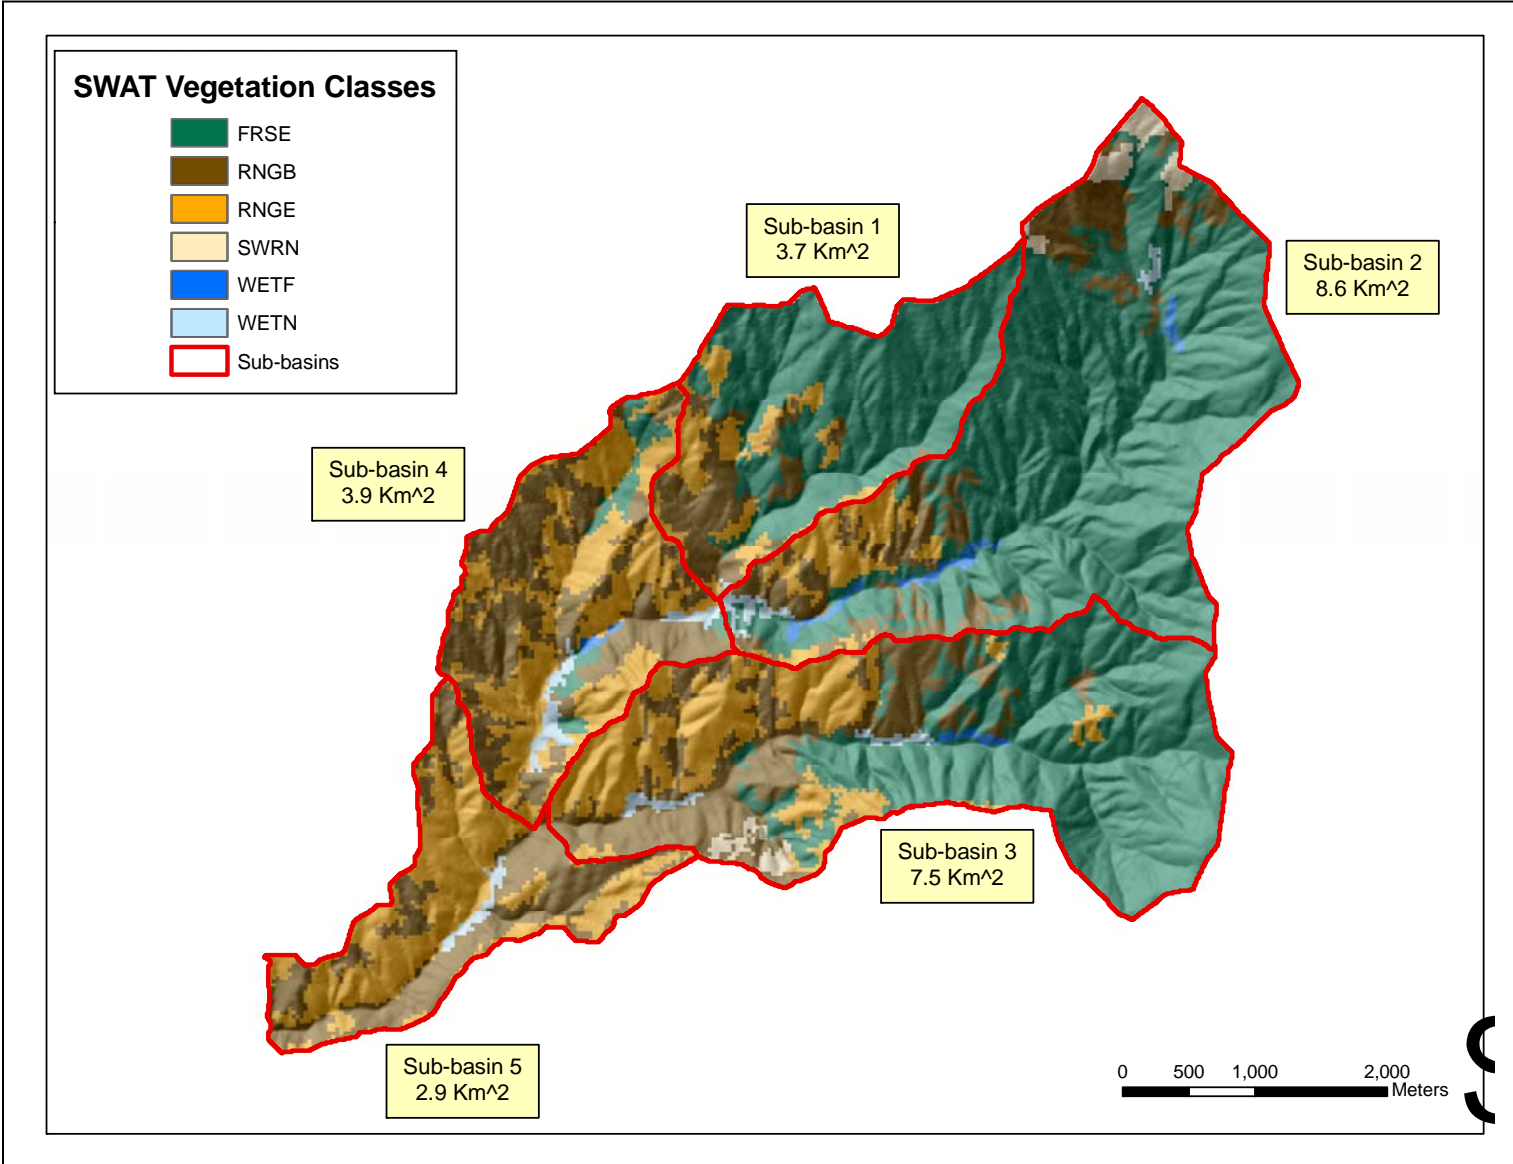 SWAT Vegetation Classes
FRSE
RNGB
RNGE
SWRN
WETF
WETN
Sub-basins
Sub-basin 1
3.7 Km^2
Sub-basin 2
8.6 Km^2
Sub-basin 4
3.9 Km^2
Sub-basin 3
7.5 Km^2
Sub-basin 5
2.9 Km^2
0 500 1,000 2,000
Meters